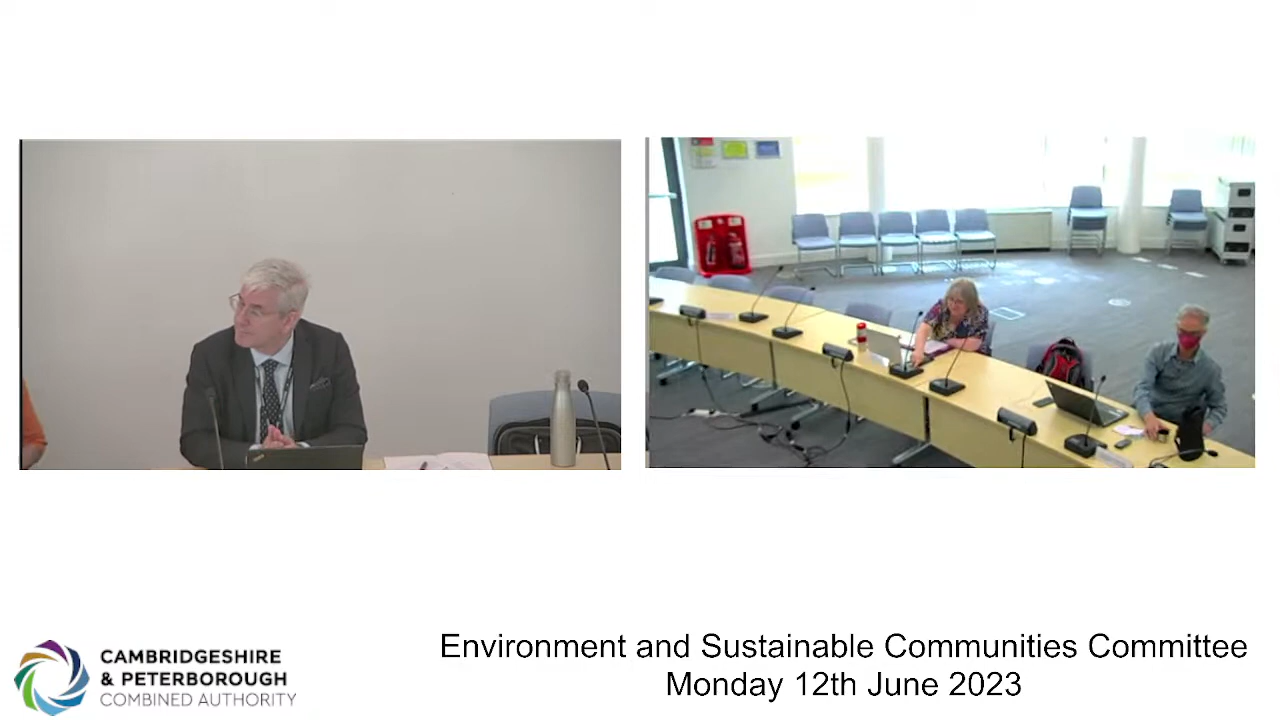 CAMBRIDGESHIRE
& PETERBOROUGH
COMBINED AUTHORITY
Environment and Sustainable Communities Committee
Monday 12th June 2023